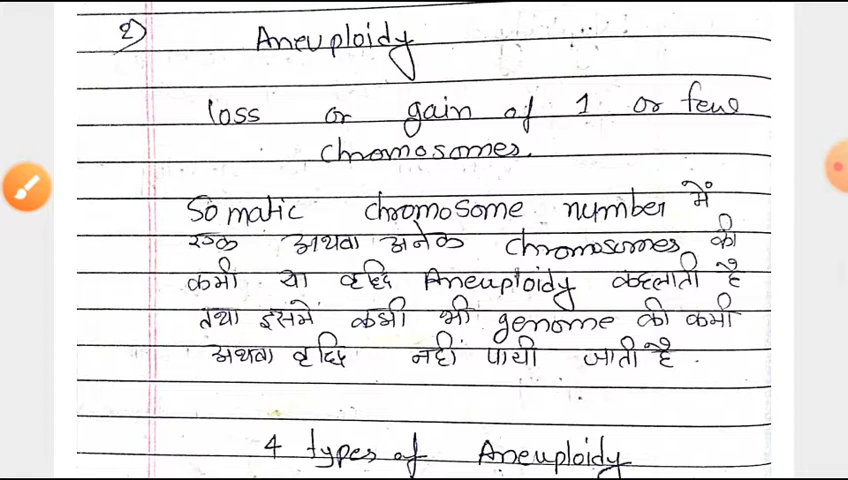 2)
Aneuploidy
loss or gain of 1 or few
chromosomes.
Somatic chromosome number में
एक अथवा अनेक chromosomes की
कमी या वृद्धि Aneuploidy कहलाती है
तथा इसमें कभी भी genome की कमी
अथवा वृद्धि नहीं पायी जाती है.
4 types of Aneuploidy